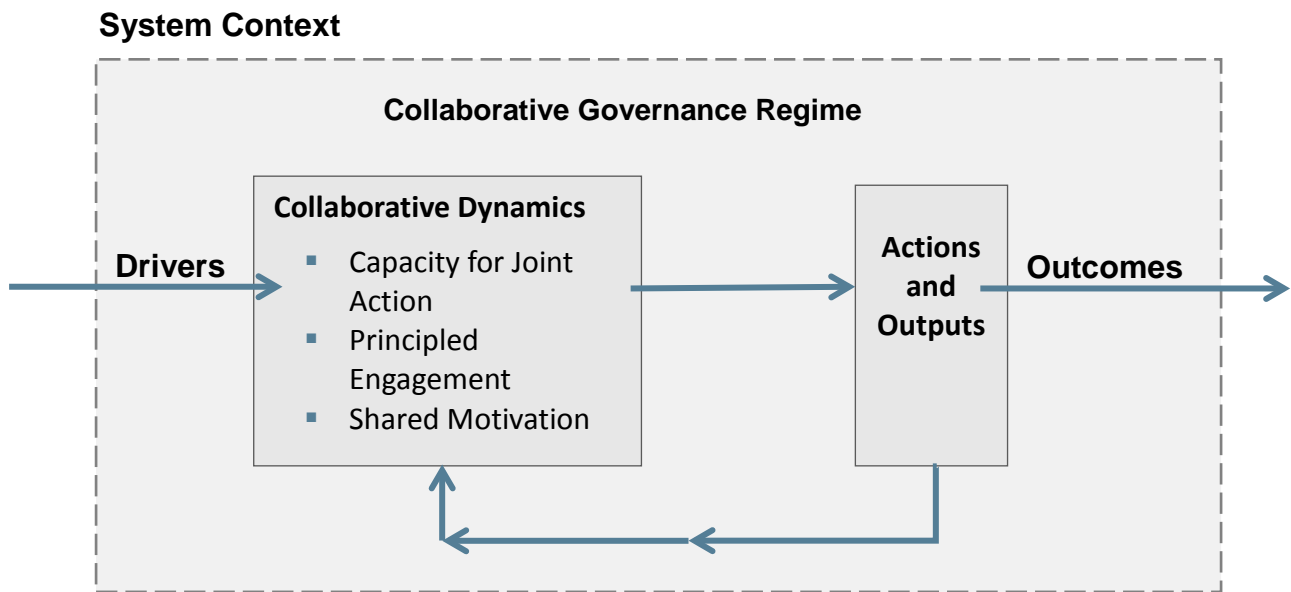 System Context
Collaborative Governance Regime
Collaborative Dynamics
▪ Capacity for Joint
Action
▪ Principled
Engagement
▪ Shared Motivation
Drivers
Actions
and
Outputs
Outcomes